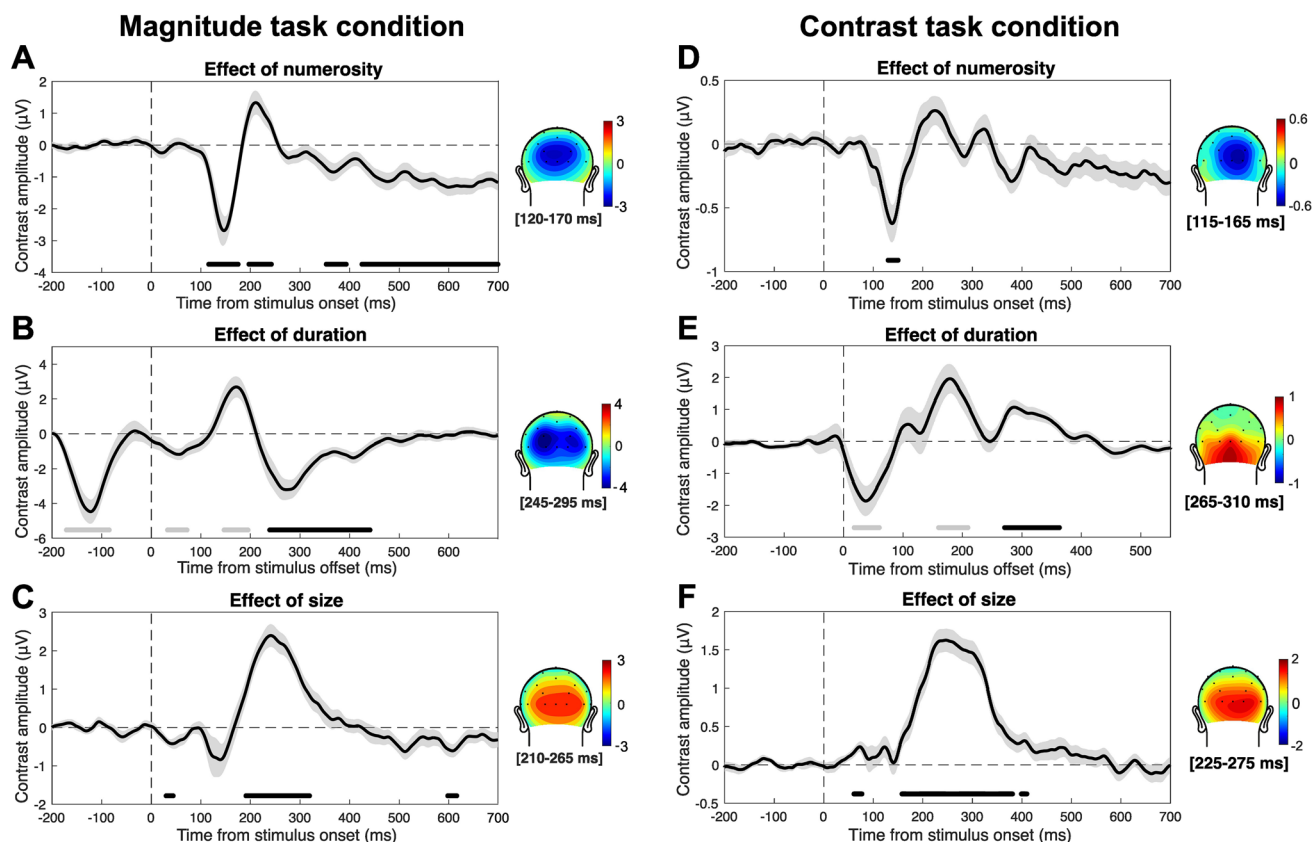 Magnitude task condition
Contrast task condition
A
Effect of numerosity
2
1
0
-1
-2
-3
-4
Contrast amplitude (µV)
-200 -100 0 100 200 300 400 500 600 700
Time from stimulus onset (ms)
3
0
-3
[120-170 ms]
B
Effect of duration
4
2
0
-2
-4
-6
Contrast amplitude (µV)
-200 -100 0 100 200 300 400 500 600
Time from stimulus offset (ms)
4
2
0
-2
-4
[245-295 ms]
C
Effect of size
3
2
1
0
-1
-2
Contrast amplitude (µV)
-200 -100 0 100 200 300 400 500 600 700
Time from stimulus onset (ms)
3
0
-3
[210-265 ms]
D
Effect of numerosity
0.5
0
-0.5
-1
Contrast amplitude (µV)
-200 -100 0 100 200 300 400 500 600 700
Time from stimulus onset (ms)
0.6
0
-0.6
[115-165 ms]
E
Effect of duration
3
2
1
0
-1
-2
-3
Contrast amplitude (µV)
-200 -100 0 100 200 300 400 500
Time from stimulus offset (ms)
1
0
-1
[265-310 ms]
F
Effect of size
2
1.5
1
0.5
0
-0.5
Contrast amplitude (µV)
-200 -100 0 100 200 300 400 500 600 700
Time from stimulus onset (ms)
2
0
-2
[225-275 ms]